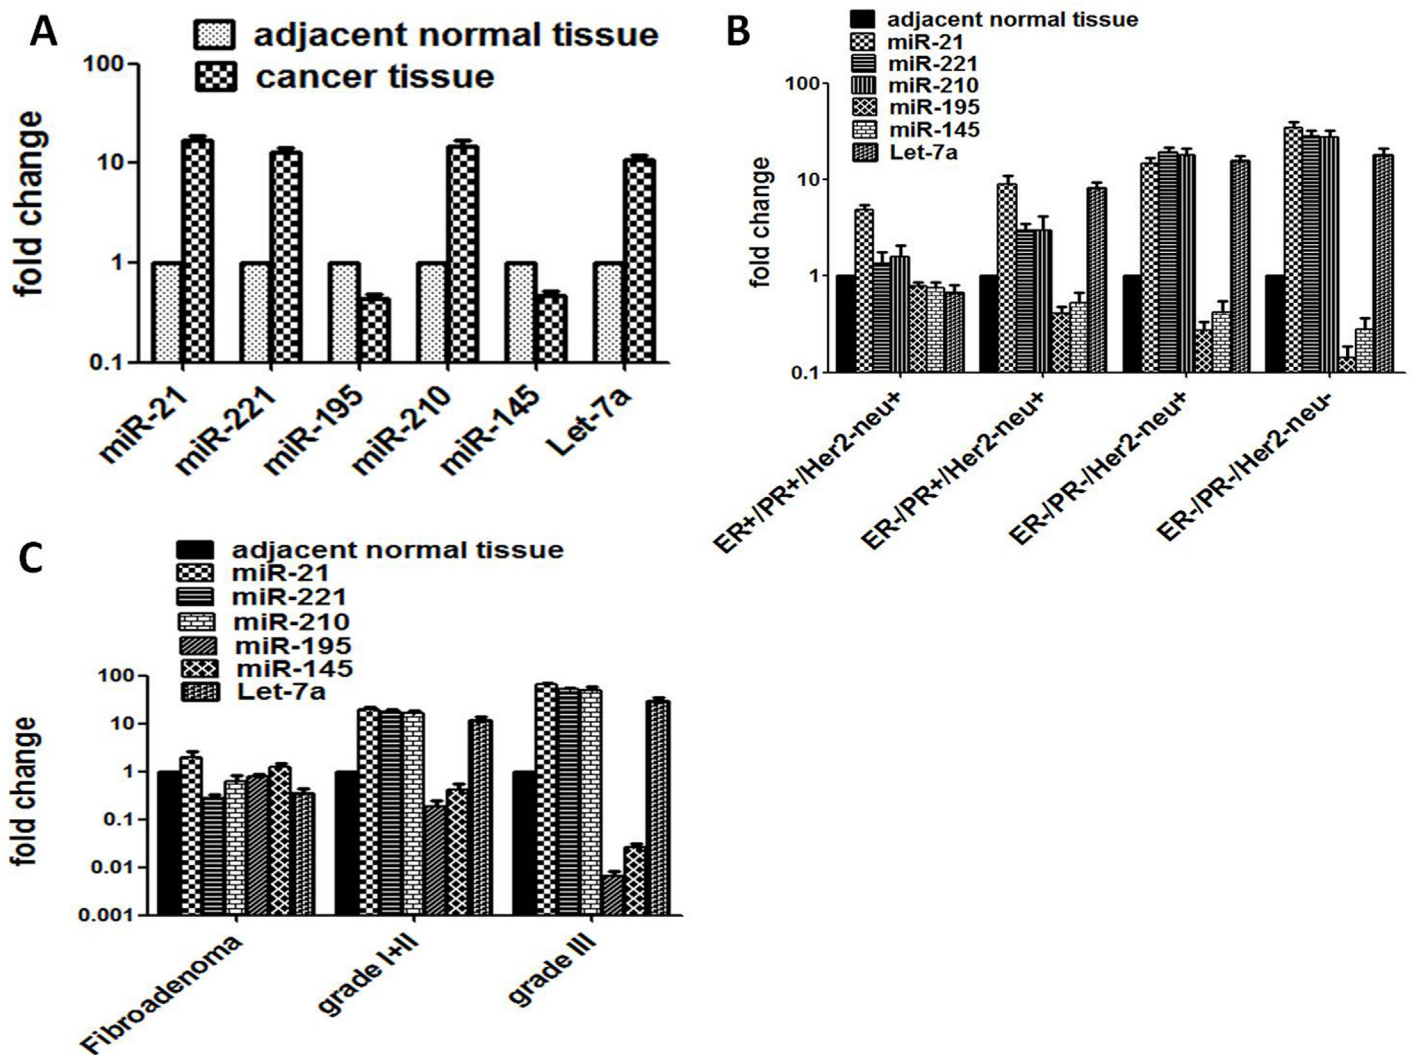 A
adjacent normal tissue
cancer tissue
fold change
100
10
1
0.1
miR-21
miR-221
miR-195
miR-210
miR-145
Let-7a
B
adjacent normal tissue
miR-21
miR-221
miR-210
miR-195
miR-145
Let-7a
fold change
100
10
1
0.1
ER+/PR+/Her2-neu+
ER-/PR+/Her2-neu+
ER-/PR-/Her2-neu+
ER-/PR-/Her2-neu-
C
adjacent normal tissue
miR-21
miR-221
miR-210
miR-195
miR-145
Let-7a
fold change
100
10
1
0.1
0.01
0.001
Fibroadenoma
grade I+II
grade III